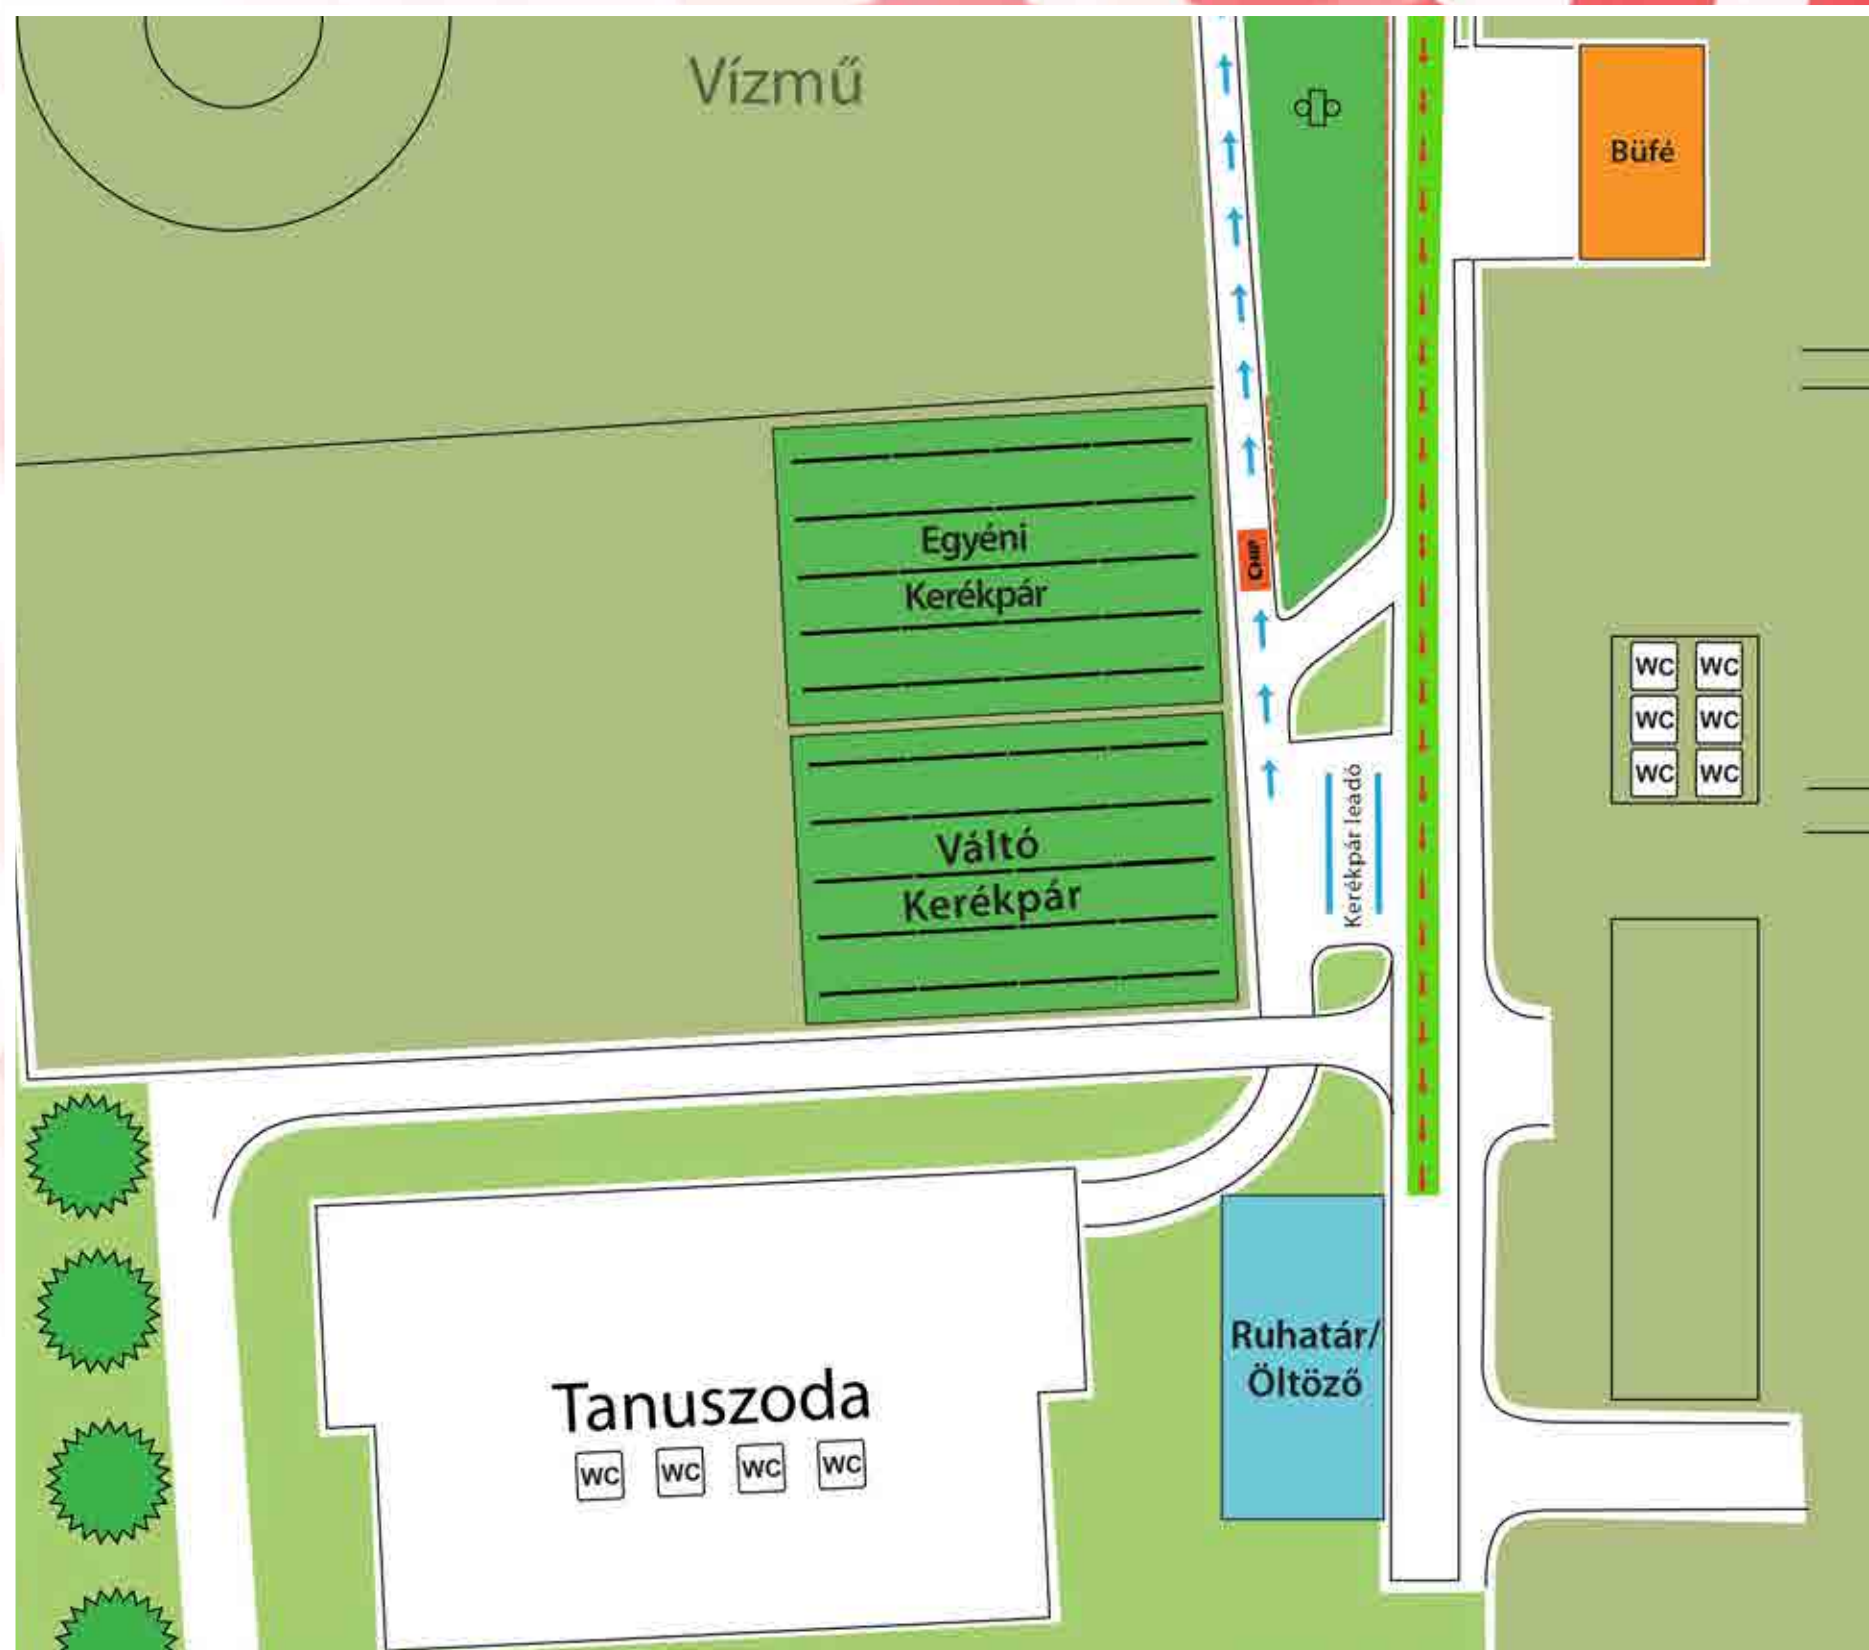 Vízmű
Büfé
Egyéni
Kerékpár
CHIP
WC WC
WC WC
WC WC
Váltó
Kerékpár
Kerékpár leadó
Ruhatár/
Öltöző
Tanuszoda
WC WC WC WC